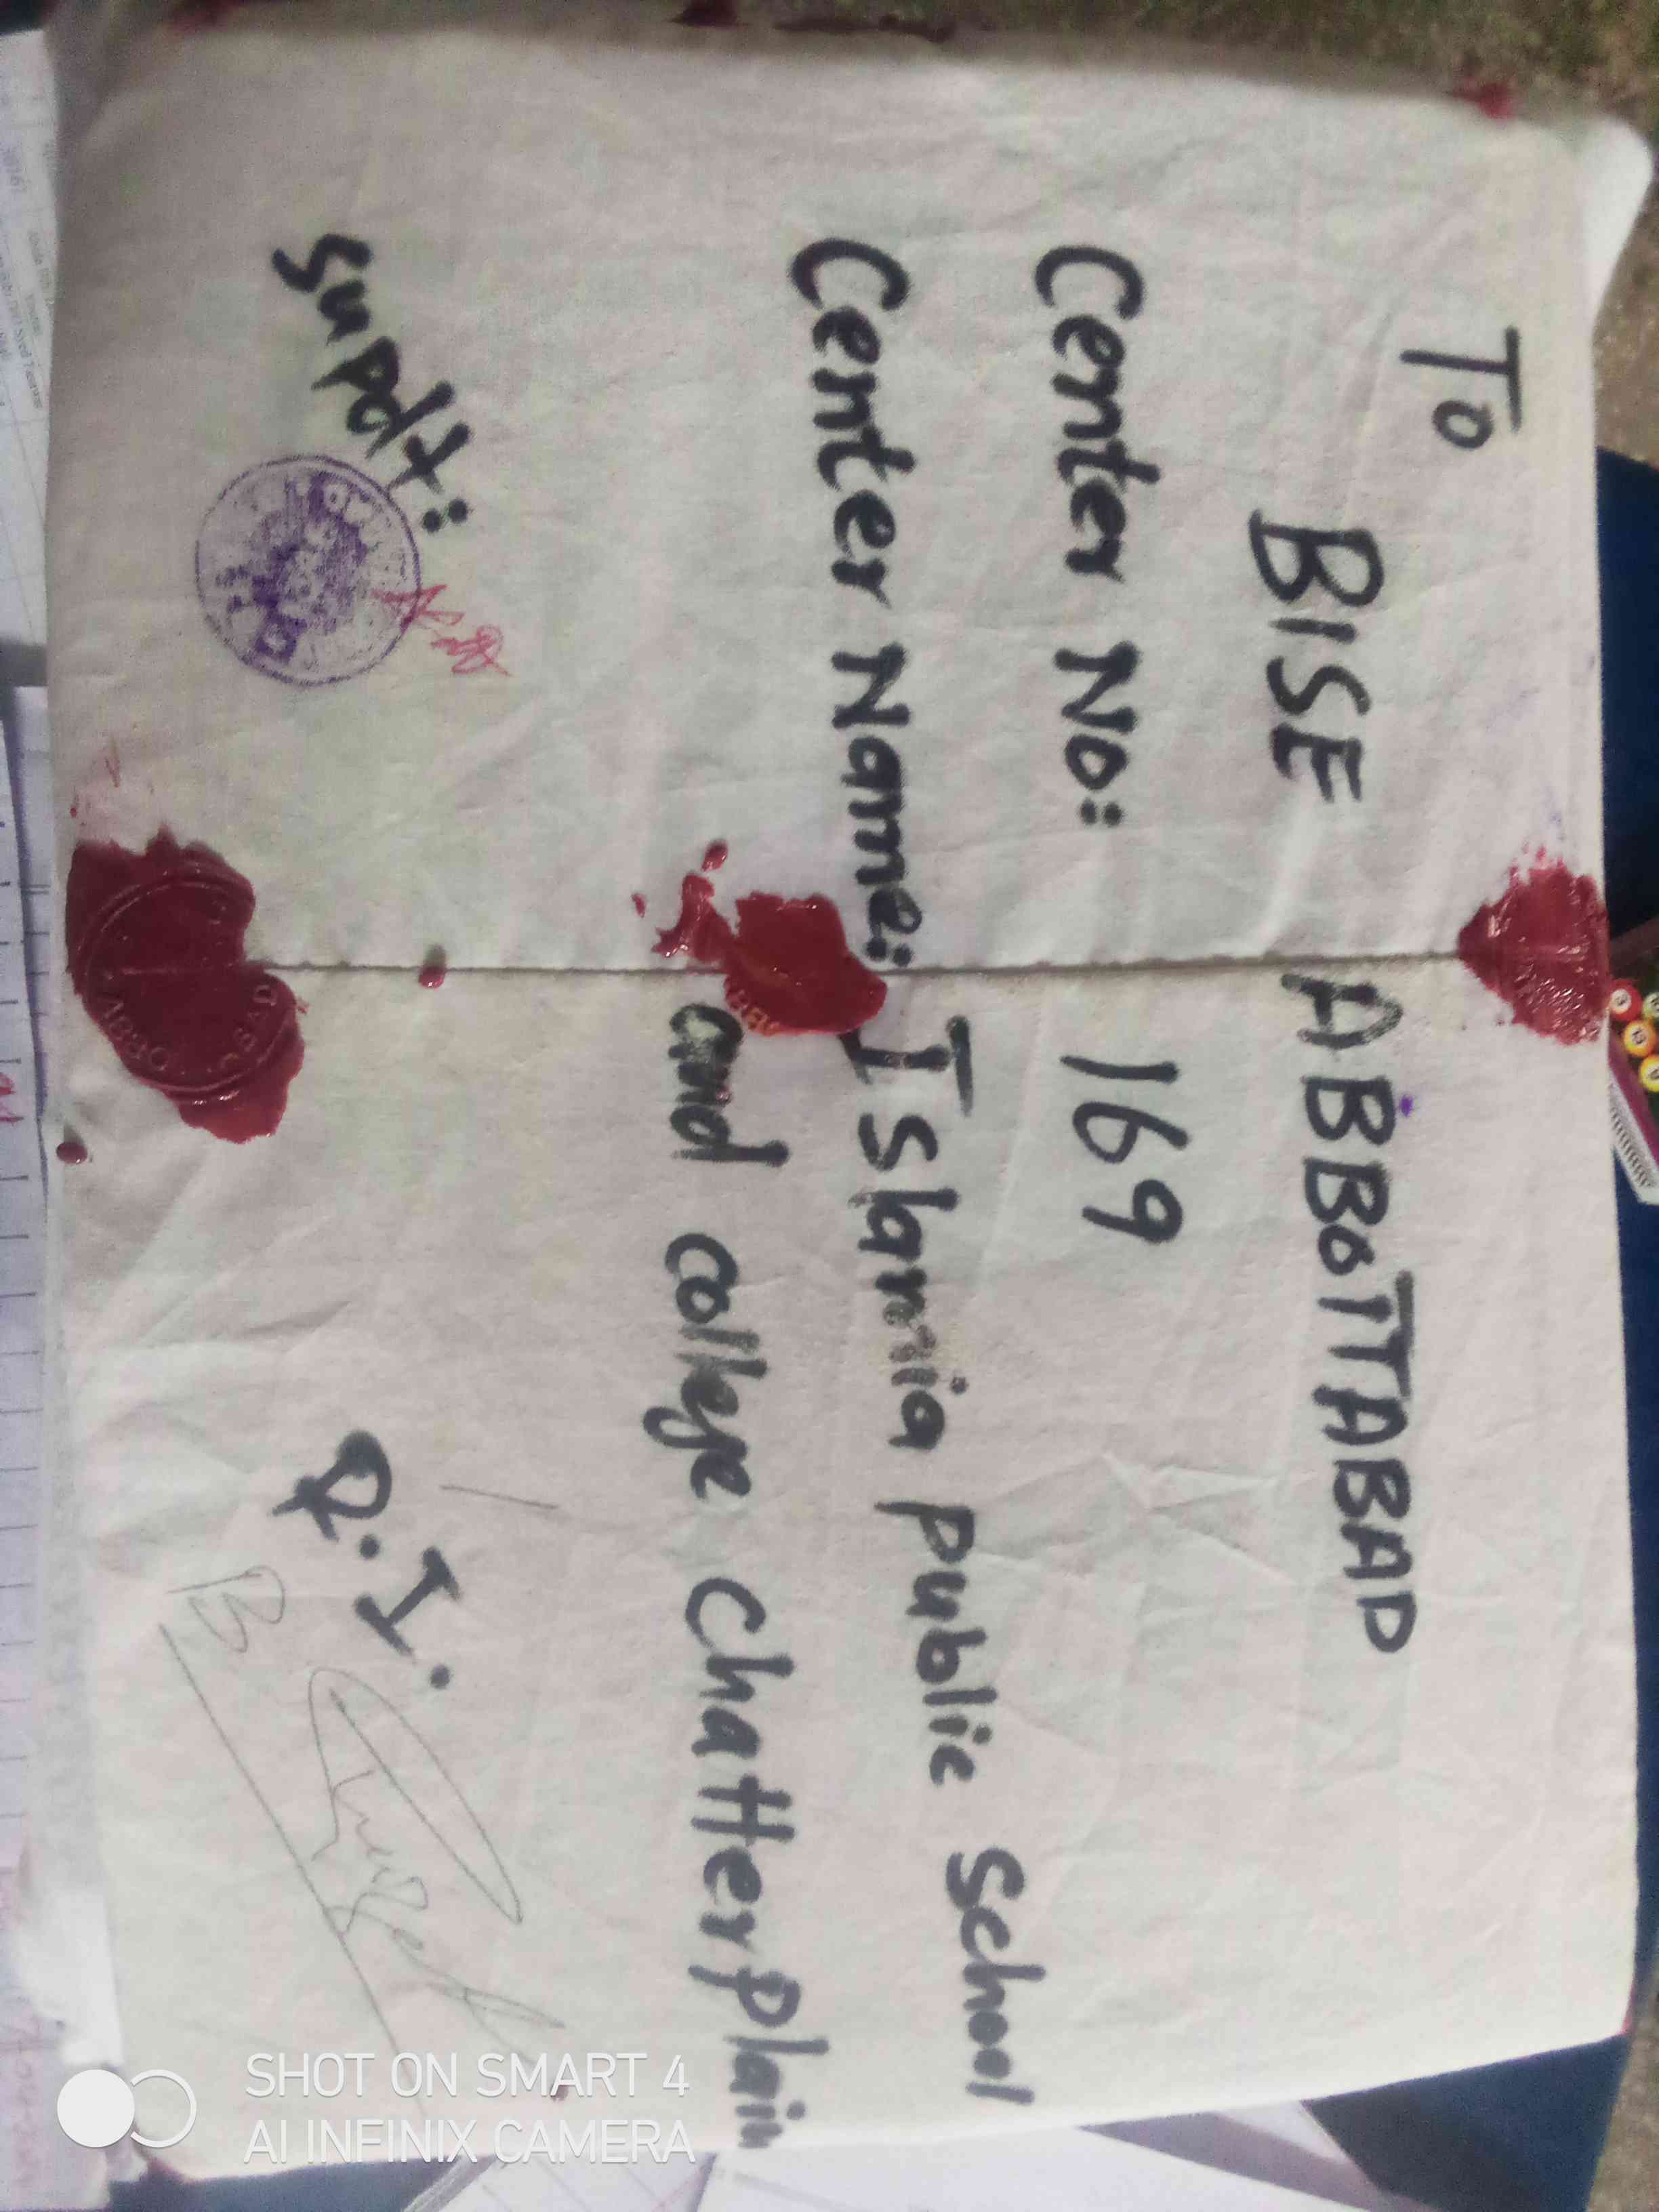 To
BISE ABBOTTABAD
Center No: 169
Center Name: Islamia Public School
and college Chatter Plain
Supdt:
Q.I.
SHOT ON SMART 4
AI INFINIX CAMERA